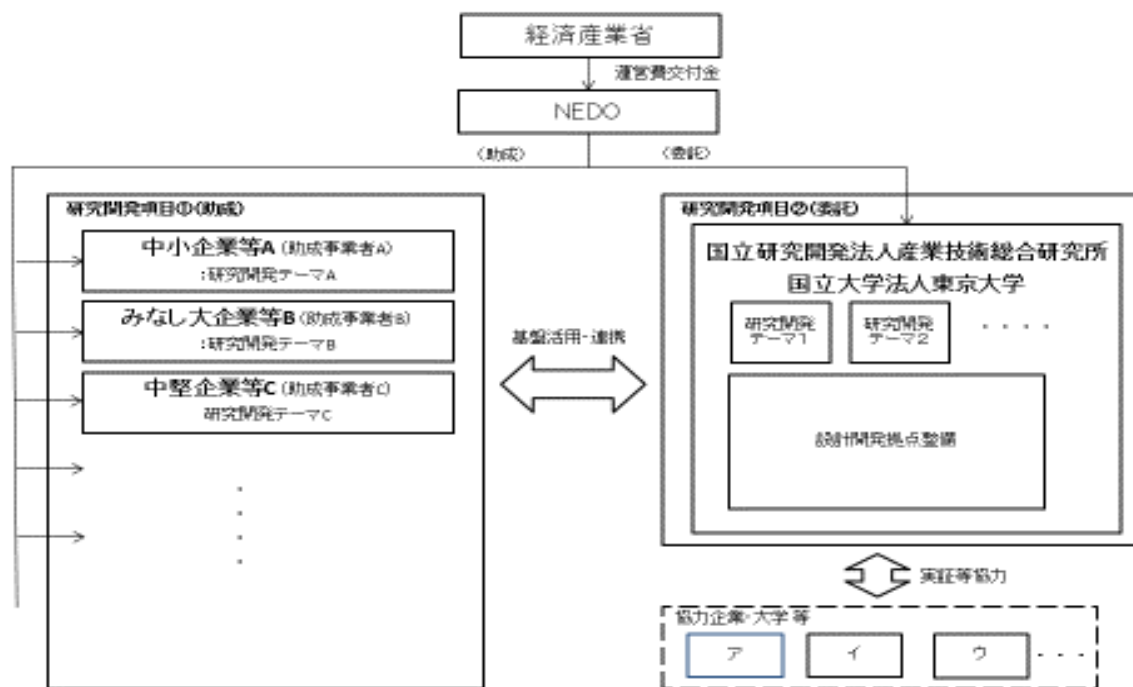 経済産業省
運営費交付金
NEDO
〈助成〉
〈委託〉
研究開発項目①(助成)
中小企業等A（助成事業者A）
：研究開発テーマA
みなし大企業等B（助成事業者B）
：研究開発テーマB
中堅企業等C（助成事業者C）
研究開発テーマC
・
・
・
・
基盤活用・連携
研究開発項目②(委託)
国立研究開発法人産業技術総合研究所
国立大学法人東京大学
研究開発
テーマ1
研究開発
テーマ2
・・・・
設計開発拠点整備
実証等協力
協力企業・大学 等
ア
イ
ウ
・・・